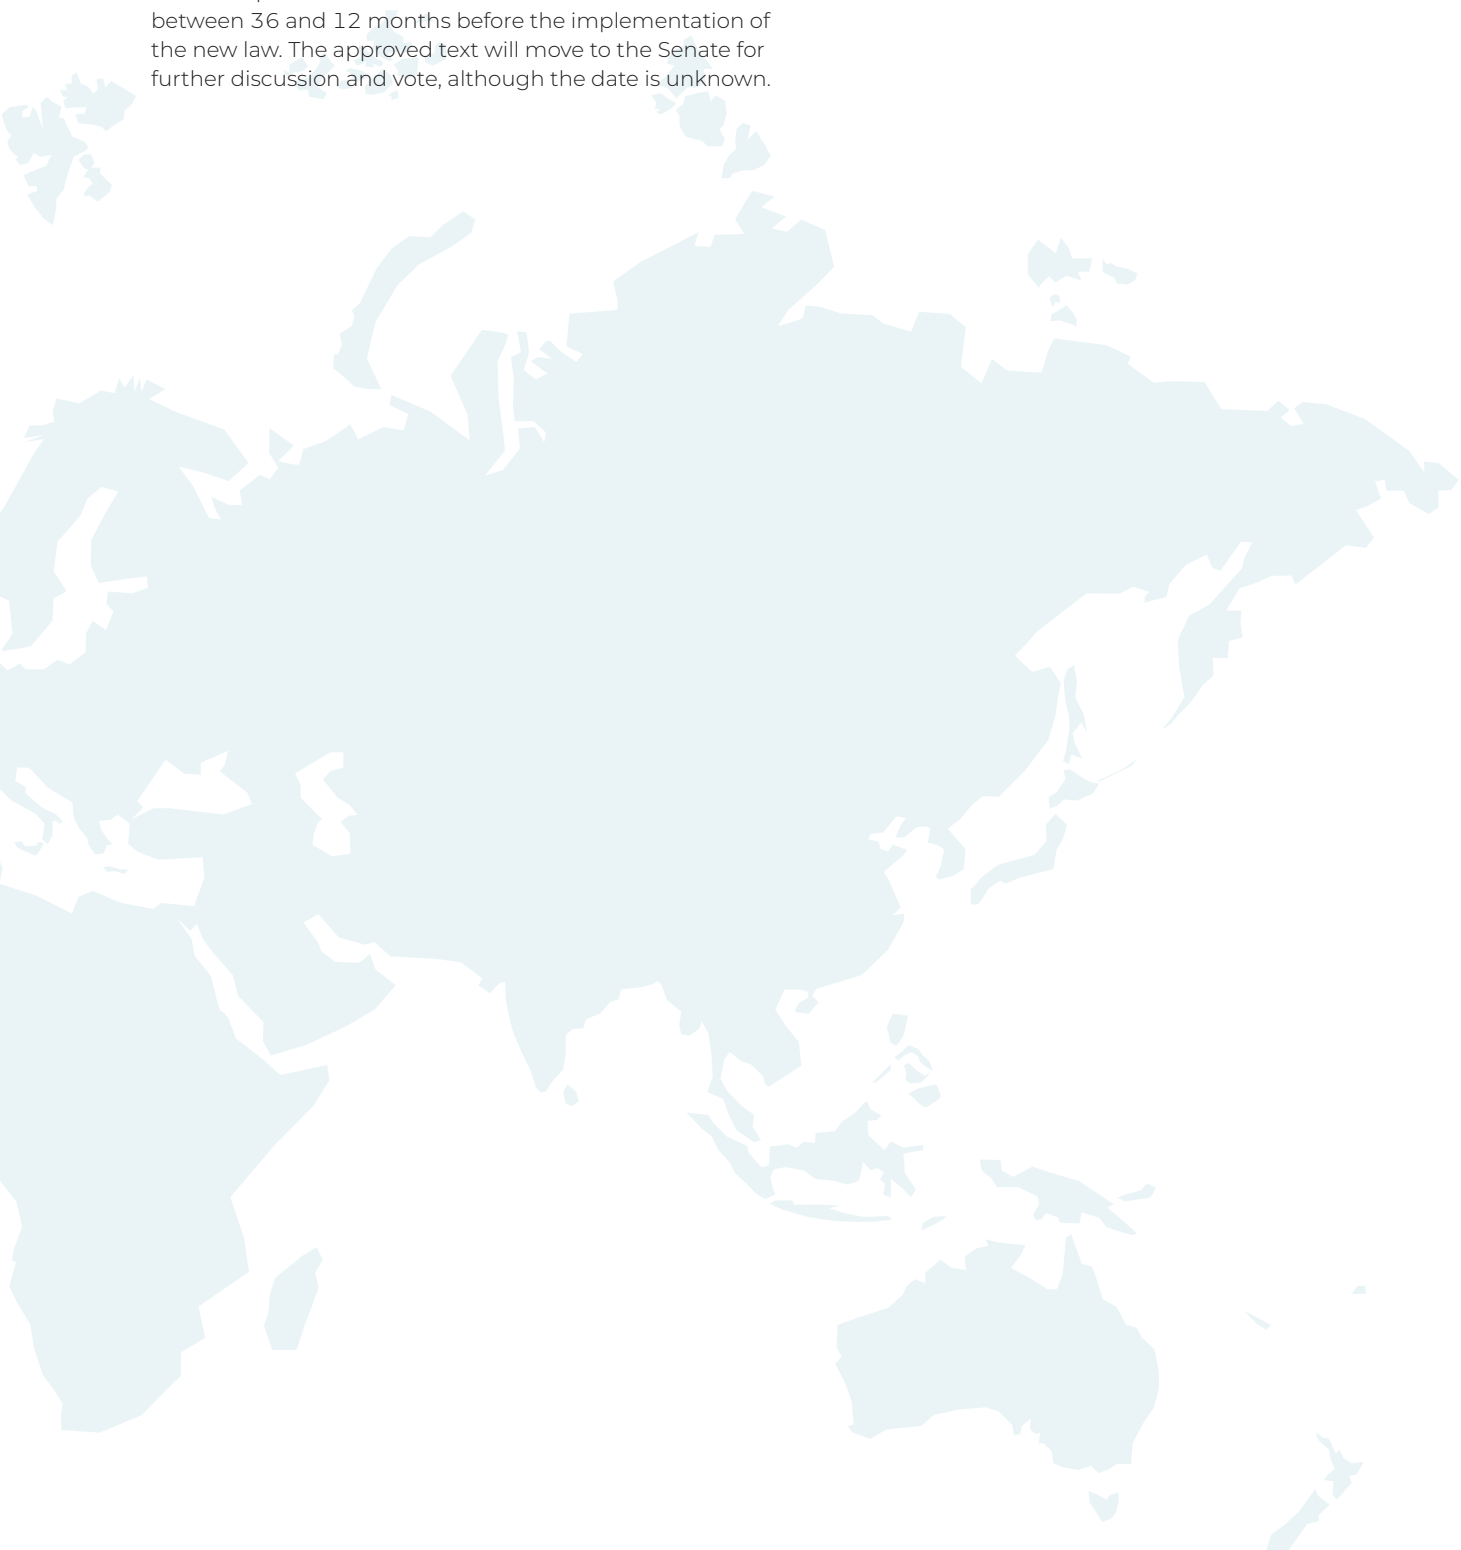 between 36 and 12 months before the implementation of
the new law. The approved text will move to the Senate for
further discussion and vote, although the date is unknown.